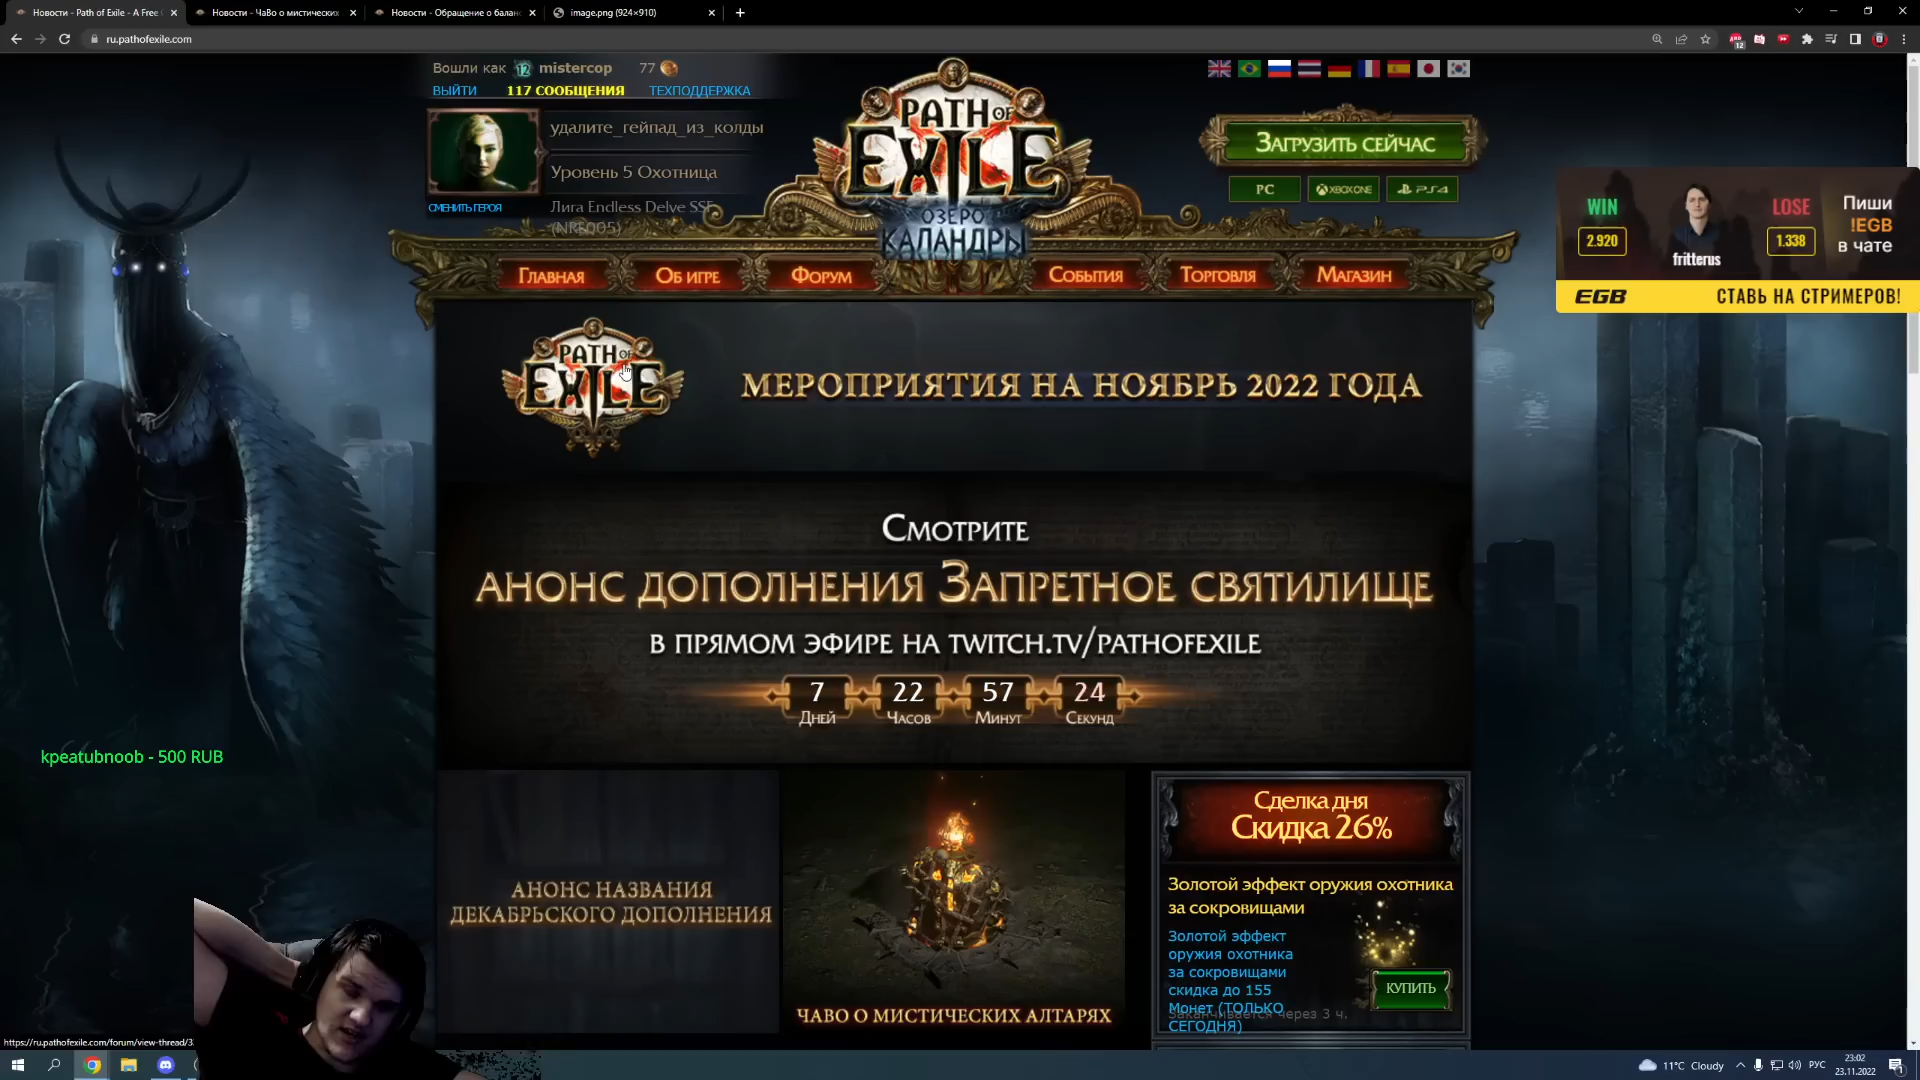 Новости - Path of Exile - A Free
Новости - ЧаВо о мистических
Новости - Обращение о балан
image.png (924×910)
ru.pathofexile.com
Вошли как 12 mistercop 77
ВЫЙТИ 117 СООБЩЕНИЯ ТЕХПОДДЕРЖКА
удалите_гейпад_из_колды
Уровень 5 Охотница
СМЕНИТЬ ГЕРОЯ
Лига Endless Delve SSF
(NRE005)
PATH OF
EXILE
ОЗЕРО
КАЛАНДРЫ
ЗАГРУЗИТЬ СЕЙЧАС
PC XBOX ONE PS4
WIN
2.920
fritterus
LOSE
1.338
Пиши
!EGB
в чате
EGB СТАВЬ НА СТРИМЕРОВ!
ГЛАВНАЯ ОБ ИГРЕ ФОРУМ СОБЫТИЯ ТОРГОВЛЯ МАГАЗИН
PATH OF
EXILE
МЕРОПРИЯТИЯ НА НОЯБРЬ 2022 ГОДА
СМОТРИТЕ
АНОНС ДОПОЛНЕНИЯ ЗАПРЕТНОЕ СВЯТИЛИЩЕ
В ПРЯМОМ ЭФИРЕ НА TWITCH.TV/PATHOFEXILE
7 22 57 24
ДНЕЙ ЧАСОВ МИНУТ СЕКУНД
kpeatubnoob - 500 RUB
АНОНС НАЗВАНИЯ
ДЕКАБРЬСКОГО ДОПОЛНЕНИЯ
ЧАВО О МИСТИЧЕСКИХ АЛТАРЯХ
Сделка дня
Скидка 26%
Золотой эффект оружия охотника
за сокровищами
Золотой эффект
оружия охотника
за сокровищами
скидка до 155
Монет (ТОЛЬКО
СЕГОДНЯ)
Заканчивается через 3 ч.
КУПИТЬ
https://ru.pathofexile.com/forum/view-thread/3
11°C Cloudy
РУС
23:02
23.11.2022